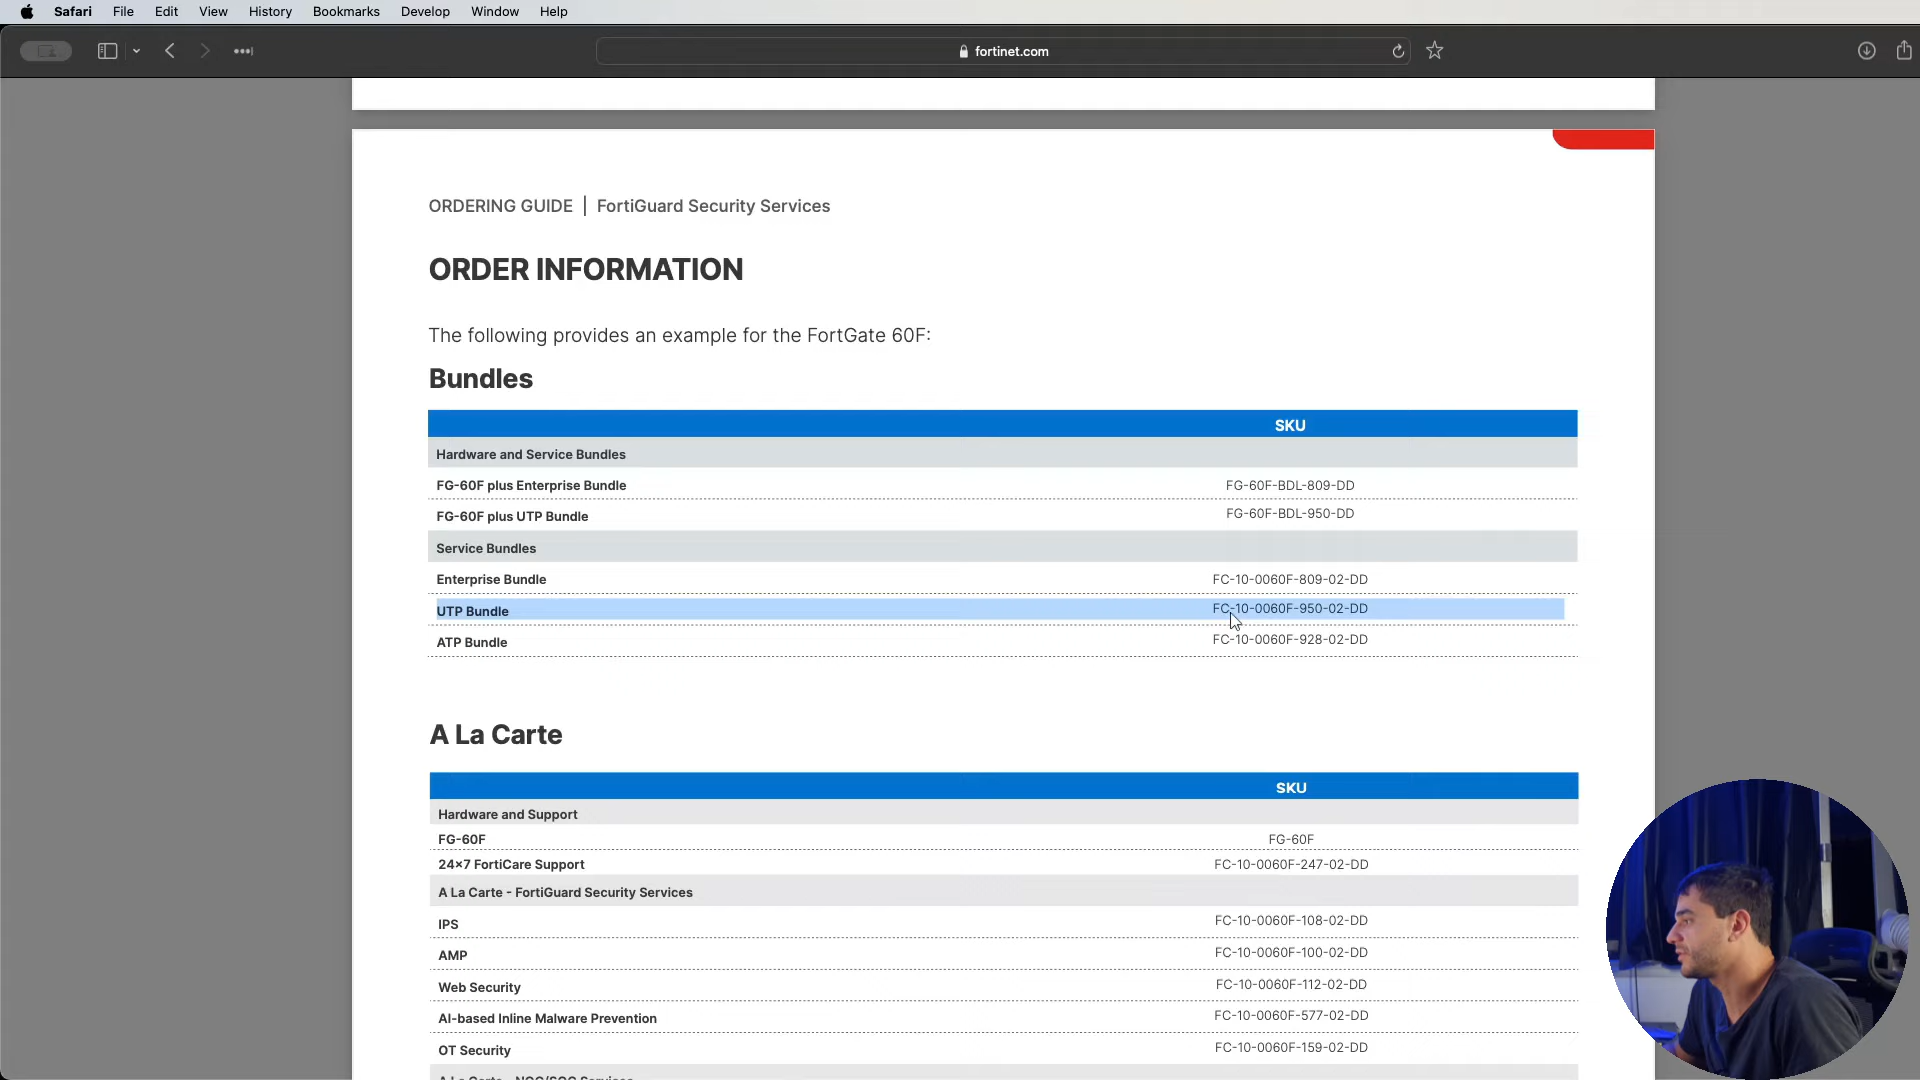 Safari File Edit View History Bookmarks Develop Window Help
fortinet.com
ORDERING GUIDE | FortiGuard Security Services
ORDER INFORMATION
The following provides an example for the FortGate 60F:
Bundles
SKU
Hardware and Service Bundles
FG-60F plus Enterprise Bundle FG-60F-BDL-809-DD
FG-60F plus UTP Bundle FG-60F-BDL-950-DD
Service Bundles
Enterprise Bundle FC-10-0060F-809-02-DD
UTP Bundle FC-10-0060F-950-02-DD
ATP Bundle FC-10-0060F-928-02-DD
A La Carte
SKU
Hardware and Support
FG-60F FG-60F
24×7 FortiCare Support FC-10-0060F-247-02-DD
A La Carte - FortiGuard Security Services
IPS FC-10-0060F-108-02-DD
AMP FC-10-0060F-100-02-DD
Web Security FC-10-0060F-112-02-DD
AI-based Inline Malware Prevention FC-10-0060F-577-02-DD
OT Security FC-10-0060F-159-02-DD